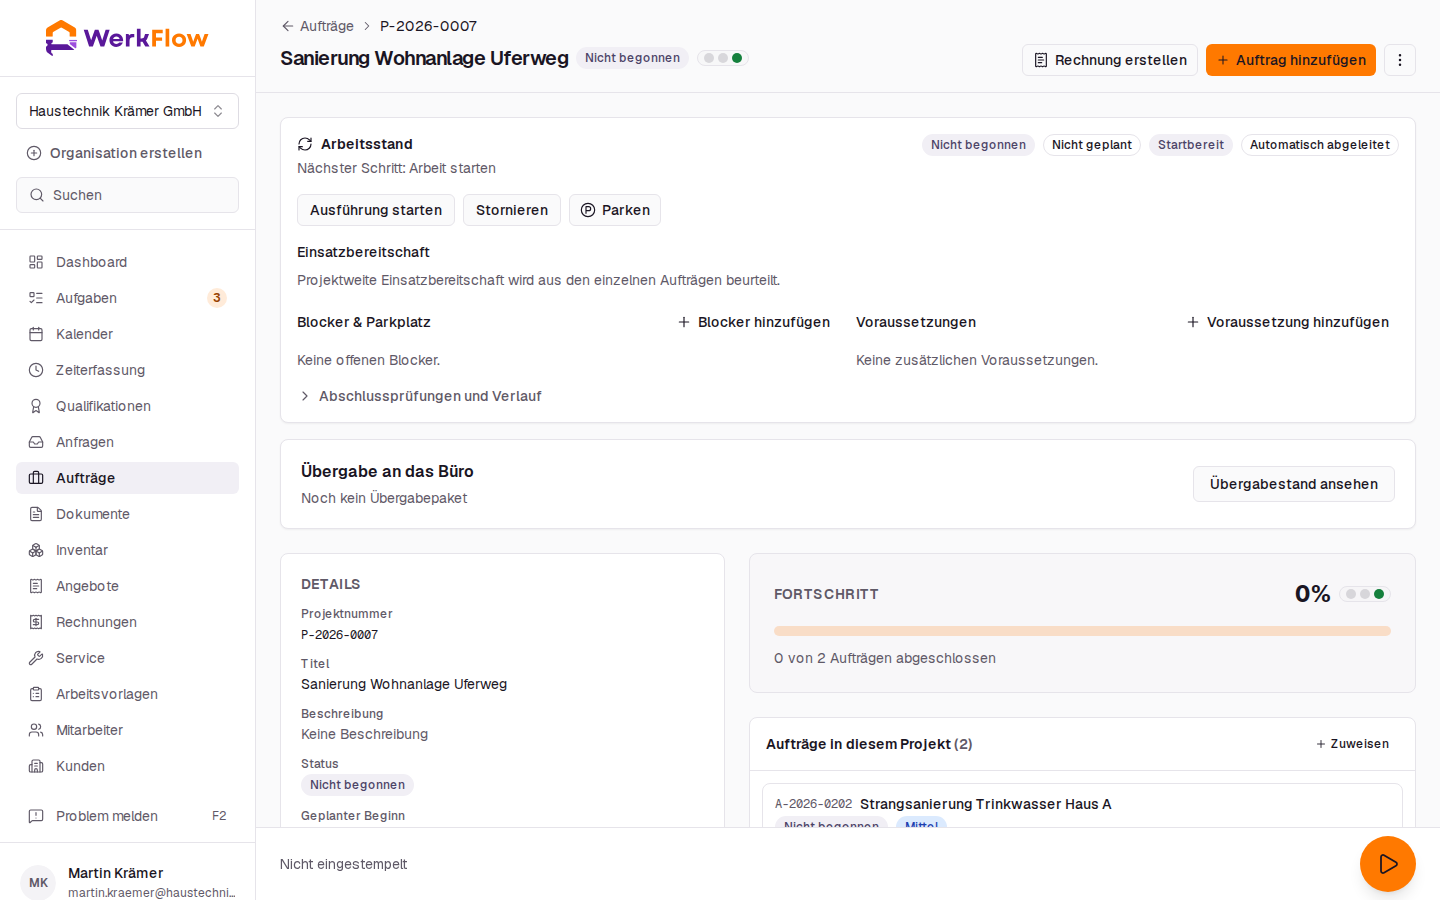 WerkFlow
Haustechnik Krämer GmbH
Organisation erstellen
Suchen
Dashboard
Aufgaben 3
Kalender
Zeiterfassung
Qualifikationen
Anfragen
Aufträge
Dokumente
Inventar
Angebote
Rechnungen
Service
Arbeitsvorlagen
Mitarbeiter
Kunden
Problem melden F2
MK
Martin Krämer
martin.kraemer@haustechni...
Aufträge P-2026-0007
Sanierung Wohnanlage Uferweg Nicht begonnen
Rechnung erstellen Auftrag hinzufügen
Arbeitsstand Nicht begonnen Nicht geplant Startbereit Automatisch abgeleitet
Nächster Schritt: Arbeit starten
Ausführung starten Stornieren Parken
Einsatzbereitschaft
Projektweite Einsatzbereitschaft wird aus den einzelnen Aufträgen beurteilt.
Blocker & Parkplatz Blocker hinzufügen Voraussetzungen Voraussetzung hinzufügen
Keine offenen Blocker. Keine zusätzlichen Voraussetzungen.
Abschlussprüfungen und Verlauf
Übergabe an das Büro
Noch kein Übergabepaket
Übergabestand ansehen
DETAILS
Projektnummer
P-2026-0007
Titel
Sanierung Wohnanlage Uferweg
Beschreibung
Keine Beschreibung
Status
Nicht begonnen
Geplanter Beginn
FORTSCHRITT 0%
0 von 2 Aufträgen abgeschlossen
Aufträge in diesem Projekt (2) Zuweisen
A-2026-0202 Strangsanierung Trinkwasser Haus A
Nicht begonnen Mittel
Nicht eingestempelt